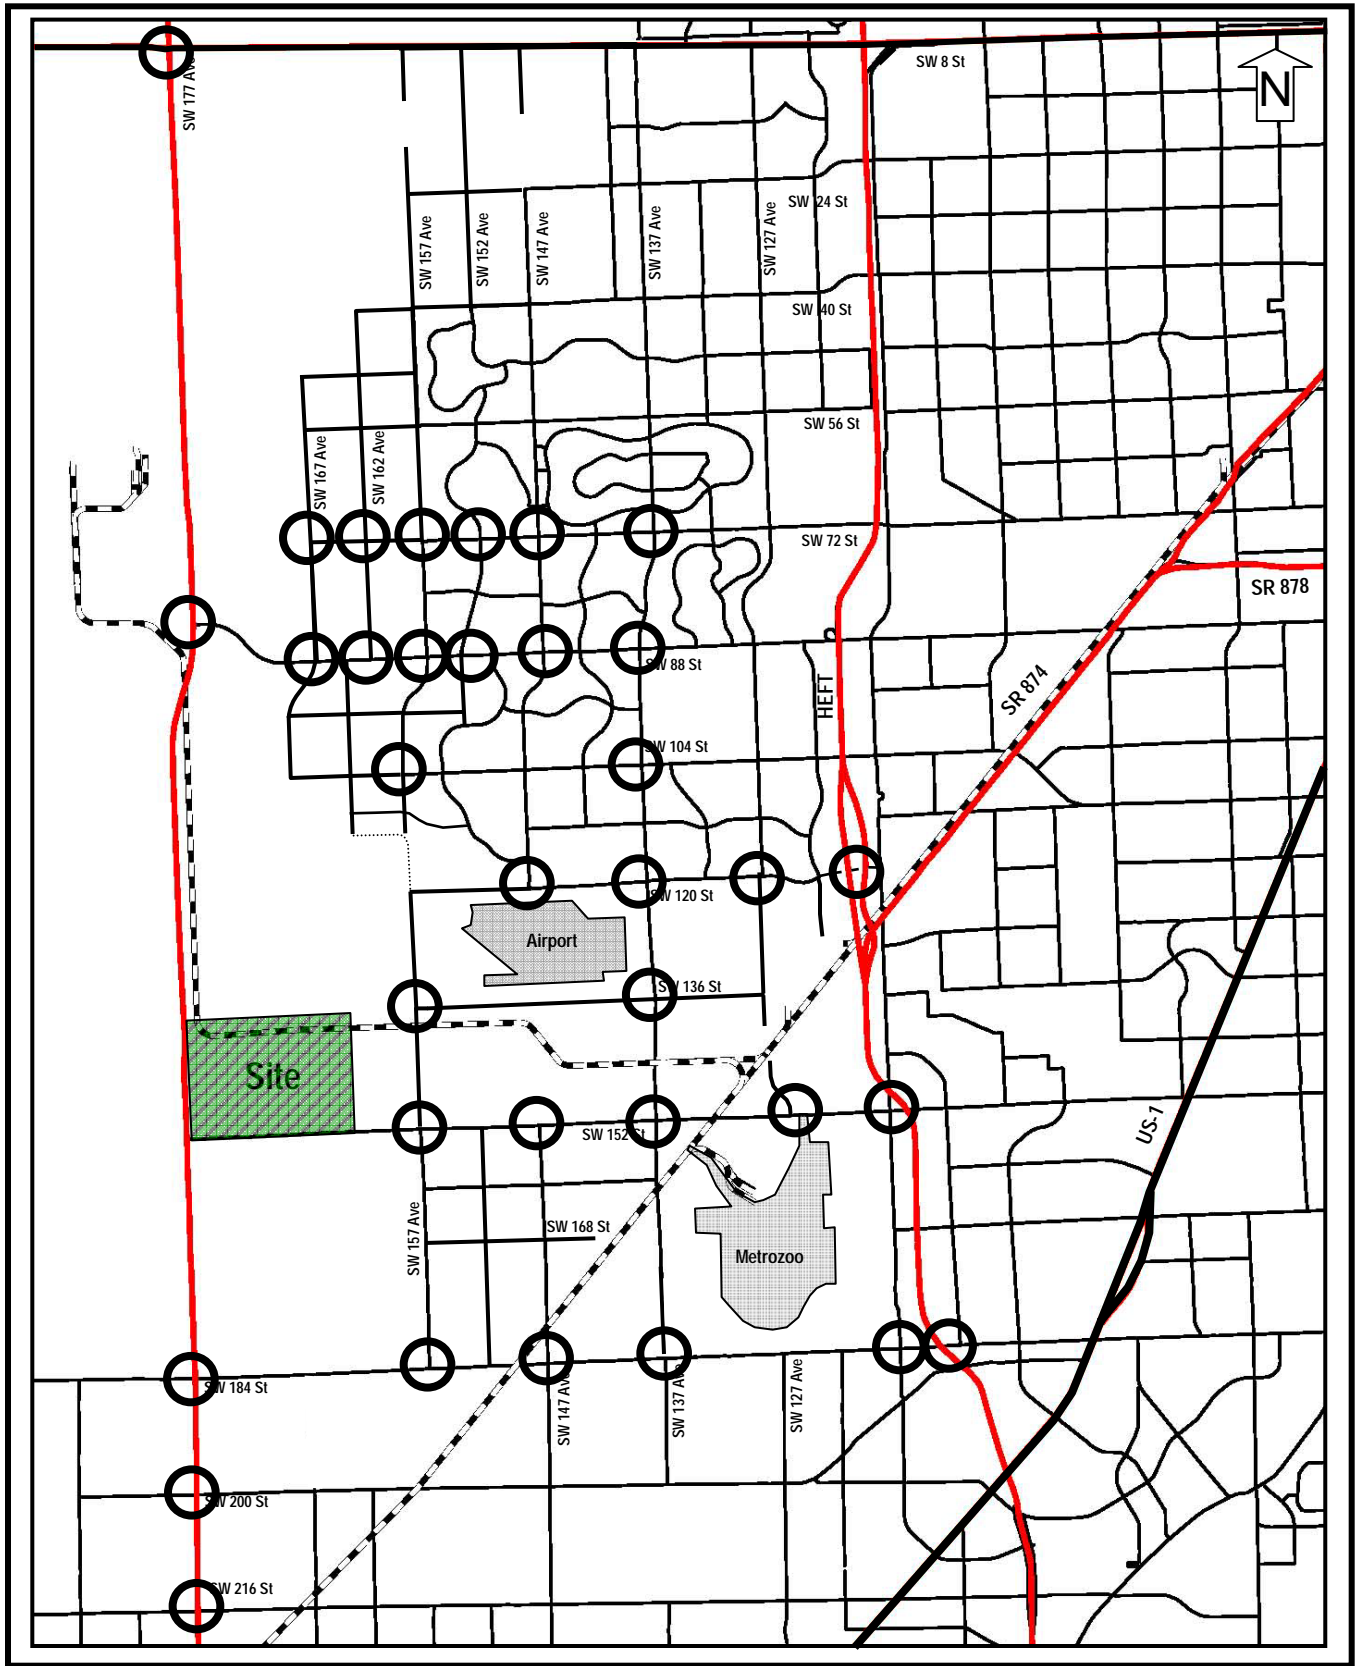 SW 8 St
N
SW 177 Ave
SW 24 St
SW 157 Ave
SW 152 Ave
SW 147 Ave
SW 137 Ave
SW 127 Ave
SW 40 St
SW 56 St
SW 167 Ave
SW 162 Ave
SW 72 St
SR 878
SW 88 St
HEFT
SR 874
SW 104 St
SW 120 St
Airport
SW 136 St
Site
US-1
SW 152 St
SW 157 Ave
SW 168 St
Metrozoo
SW 184 St
SW 147 Ave
SW 137 Ave
SW 127 Ave
SW 200 St
SW 216 St